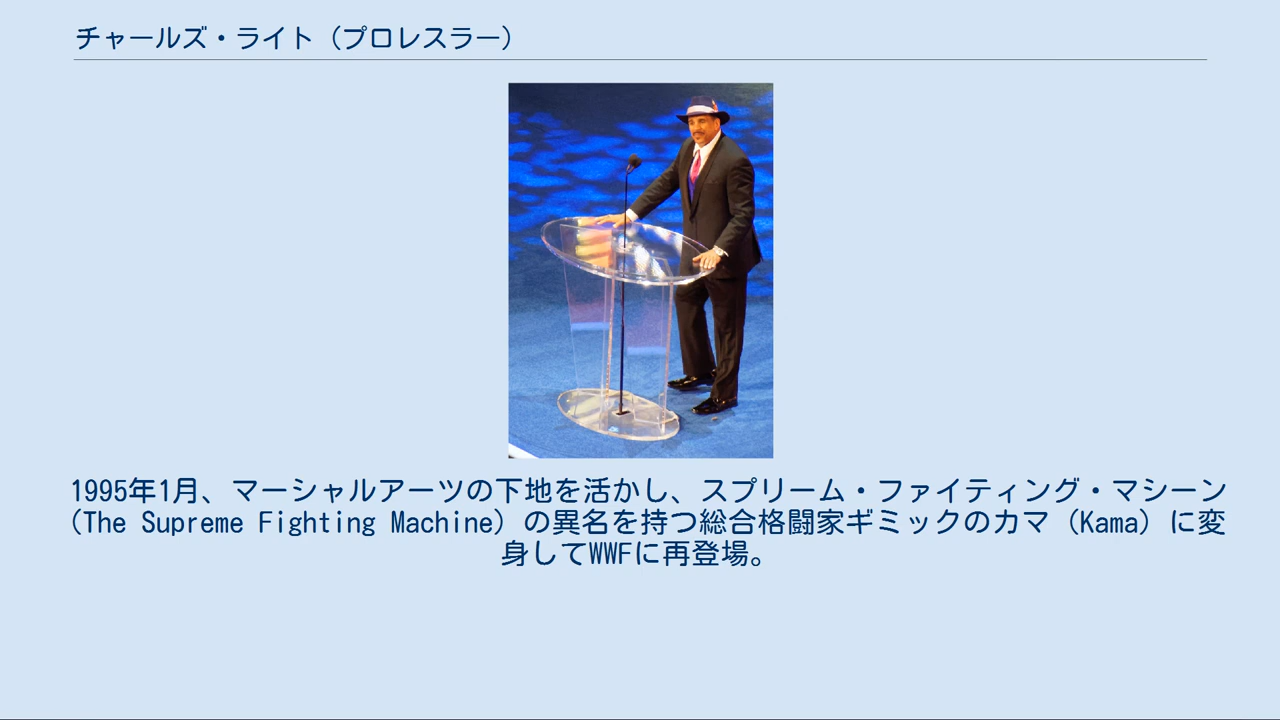 チャールズ・ライト（プロレスラー）
1995年1月、マーシャルアーツの下地を活かし、スプリーム・ファイティング・マシーン
（The Supreme Fighting Machine）の異名を持つ総合格闘家ギミックのカマ（Kama）に変
身してWWFに再登場。